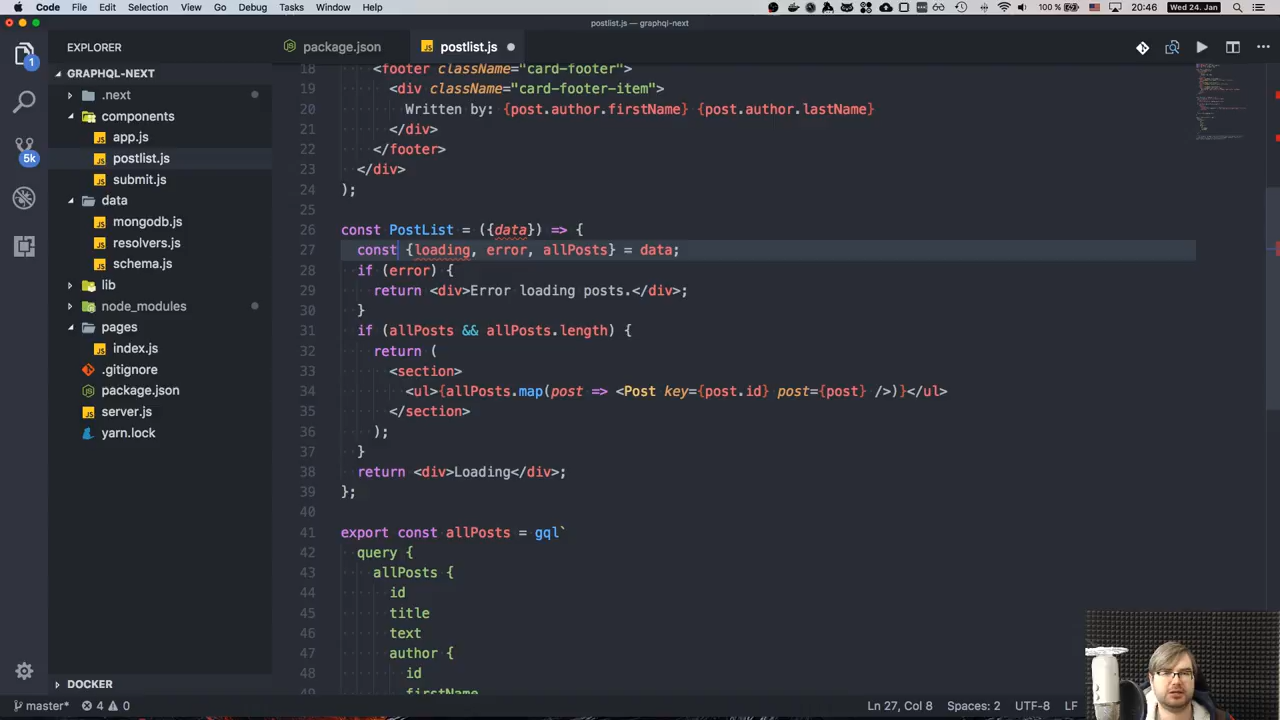 Code File Edit Selection View Go Debug Tasks Window Help 100% 20:46 Wed 24. Jan
postlist.js — graphql-next
EXPLORER
package.json
postlist.js
GRAPHQL-NEXT
.next
components
app.js
postlist.js
submit.js
data
mongodb.js
resolvers.js
schema.js
lib
node_modules
pages
index.js
.gitignore
package.json
server.js
yarn.lock
DOCKER
1
5k
18 <footer className="card-footer">
19 <div className="card-footer-item">
20 Written by: {post.author.firstName} {post.author.lastName}
21 </div>
22 </footer>
23 </div>
24 );
25
26 const PostList = ({data}) => {
27 const {loading, error, allPosts} = data;
28 if (error) {
29 return <div>Error loading posts.</div>;
30 }
31 if (allPosts && allPosts.length) {
32 return (
33 <section>
34 <ul>{allPosts.map(post => <Post key={post.id} post={post} />)}</ul>
35 </section>
36 );
37 }
38 return <div>Loading</div>;
39 };
40
41 export const allPosts = gql`
42 query {
43 allPosts {
44 id
45 title
46 text
47 author {
48 id
49 firstName
master* 4 0 Ln 27, Col 8 Spaces: 2 UTF-8 LF